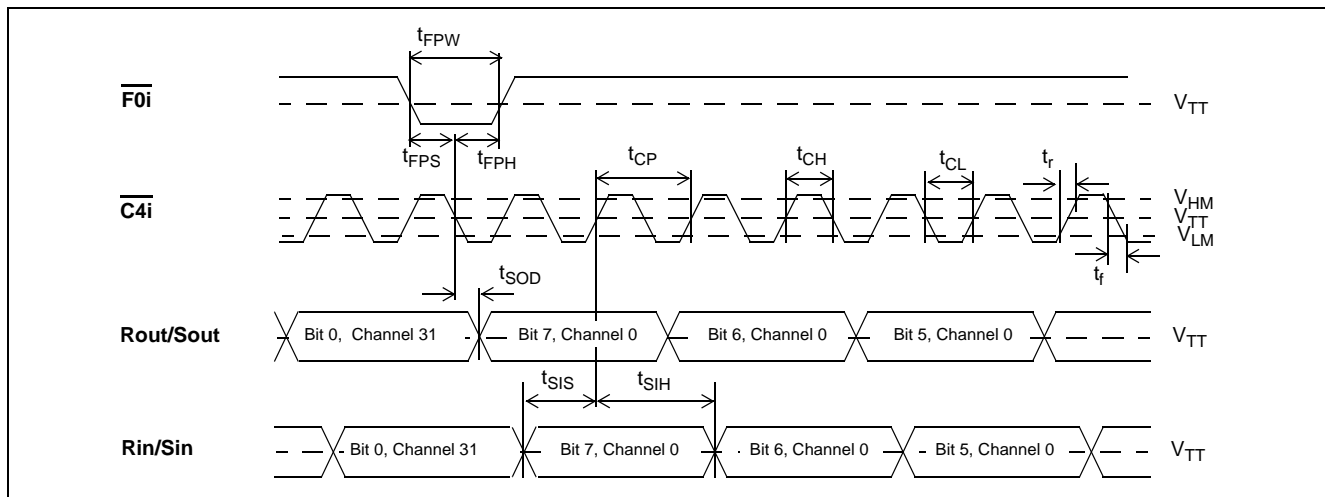 tFPW
F0i
VTT
tFPS tFPH tCP tCH tCL tr
C4i
VHM
VTT
VLM
tSOD tf
Rout/Sout Bit 0, Channel 31 Bit 7, Channel 0 Bit 6, Channel 0 Bit 5, Channel 0 VTT
tSIS tSIH
Rin/Sin Bit 0, Channel 31 Bit 7, Channel 0 Bit 6, Channel 0 Bit 5, Channel 0 VTT